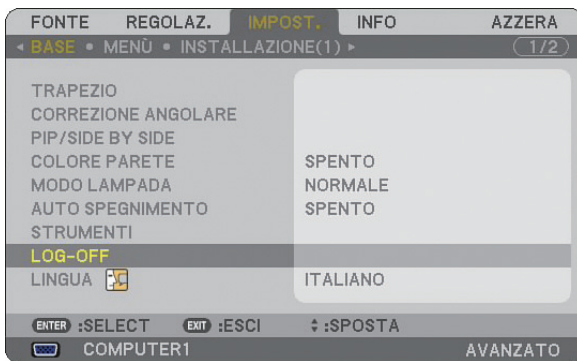 FONTE REGOLAZ. IMPOST. INFO AZZERA
BASE • MENÙ • INSTALLAZIONE(1) 1/2
TRAPEZIO
CORREZIONE ANGOLARE
PIP/SIDE BY SIDE
COLORE PARETE SPENTO
MODO LAMPADA NORMALE
AUTO SPEGNIMENTO SPENTO
STRUMENTI
LOG-OFF
LINGUA ITALIANO
ENTER :SELECT EXIT :ESCI :SPOSTA
COMPUTER1 AVANZATO